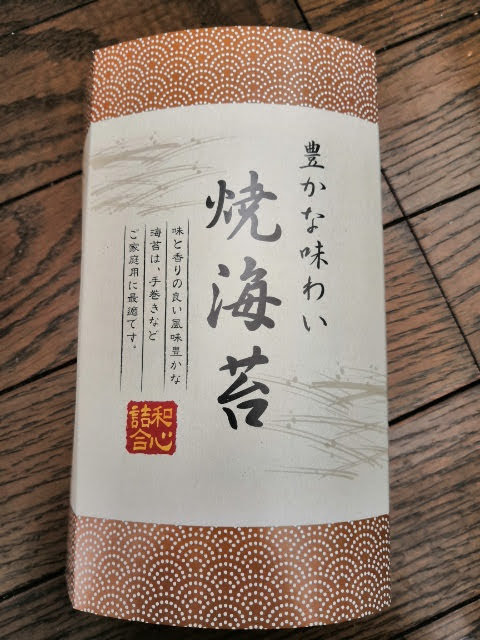 豊かな味わい
焼海苔
味と香りの良い風味豊かな
海苔は、手巻きなど
ご家庭用に最適です。
和心
詰合